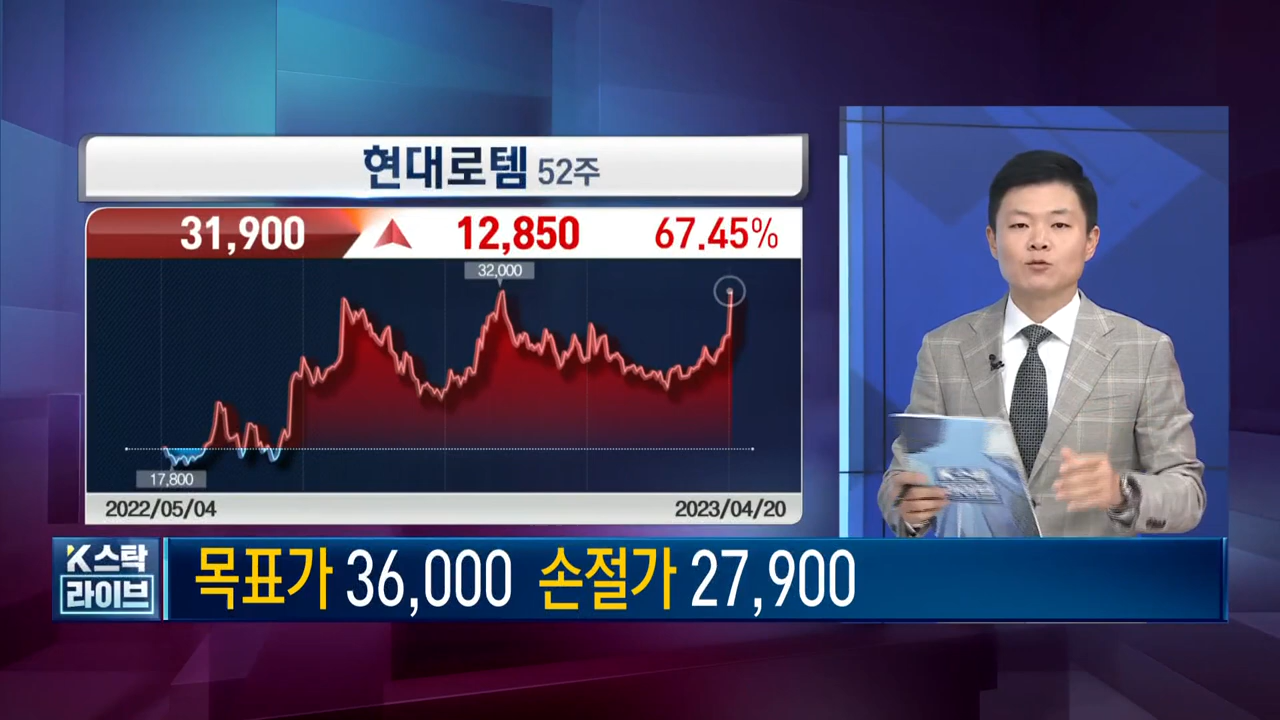 현대로템 52주
31,900 12,850 67.45%
32,000
17,800
2022/05/04 2023/04/20
K스탁
라이브
목표가 36,000 손절가 27,900